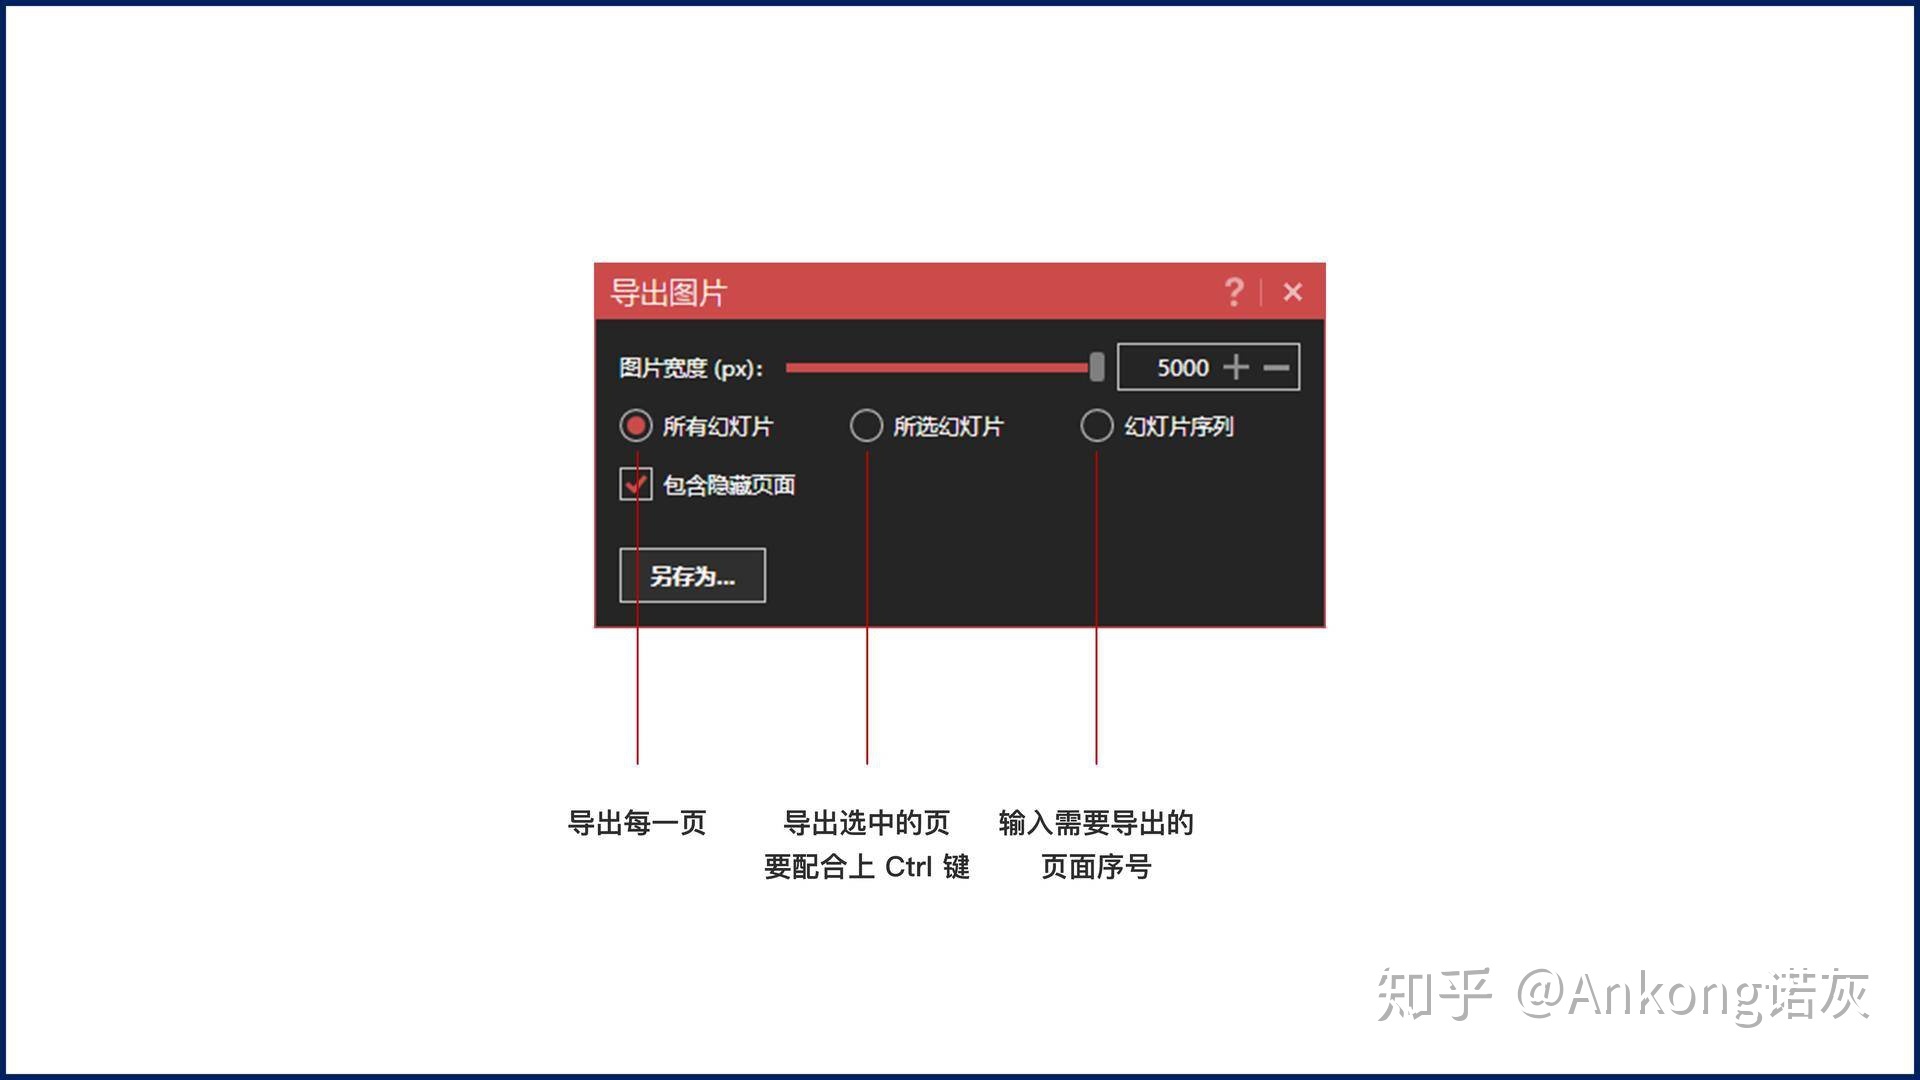 导出图片 ? ×
图片宽度 (px): 5000 + −
所有幻灯片 所选幻灯片 幻灯片序列
包含隐藏页面
另存为...
导出每一页 导出选中的页 输入需要导出的
要配合上 Ctrl 键 页面序号
知乎 @Ankong诺灰